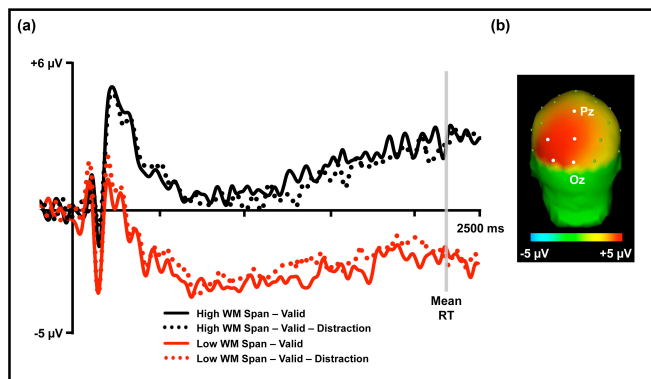 (a)
(b)
+6 µV
2500 ms
Mean
RT
-5 µV
High WM Span – Valid
High WM Span – Valid – Distraction
Low WM Span – Valid
Low WM Span – Valid – Distraction
Pz
Oz
-5 µV +5 µV